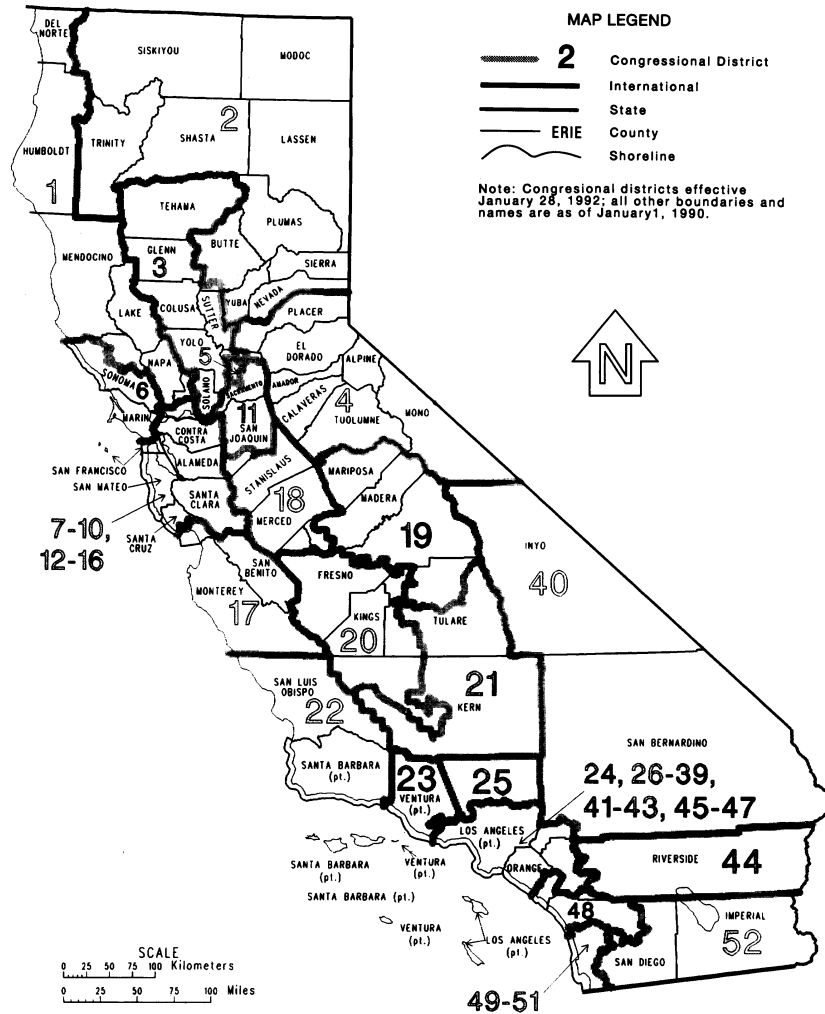 MAP LEGEND
2 Congressional District
International
State
ERIE County
Shoreline
Note: Congresional districts effective
January 28, 1992; all other boundaries and
names are as of January1, 1990.
DEL
NORTE
SISKIYOU
MODOC
HUMBOLDT
TRINITY
SHASTA
2
LASSEN
1
TEHAMA
PLUMAS
MENDOCINO
GLENN
3
BUTTE
SIERRA
LAKE
COLUSA
SUTTER
YUBA
NEVADA
PLACER
YOLO
5
EL
DORADO
NAPA
SONOMA
6
SOLANO
SACRAMENTO
AMADOR
ALPINE
N
MARIN
CONTRA
COSTA
11
SAN
JOAQUIN
CALAVERAS
4
TUOLUMNE
MONO
ALAMEDA
SAN FRANCISCO
SAN MATEO
STANISLAUS
MARIPOSA
SANTA
CLARA
18
MADERA
7-10,
12-16
SANTA
CRUZ
MERCED
19
SAN
BENITO
FRESNO
INYO
40
MONTEREY
17
KINGS
20
TULARE
SAN LUIS
OBISPO
22
21
KERN
SAN BERNARDINO
SANTA BARBARA
(pt.)
23
VENTURA
(pt.)
25
24, 26-39,
41-43, 45-47
LOS ANGELES
(pt.)
SANTA BARBARA
(pt.)
VENTURA
(pt.)
ORANGE
RIVERSIDE
44
SANTA BARBARA (pt.)
48
IMPERIAL
52
VENTURA
(pt.)
LOS ANGELES
(pt.)
SAN DIEGO
49-51
SCALE
0 25 50 75 100 Kilometers
0 50 100 Miles